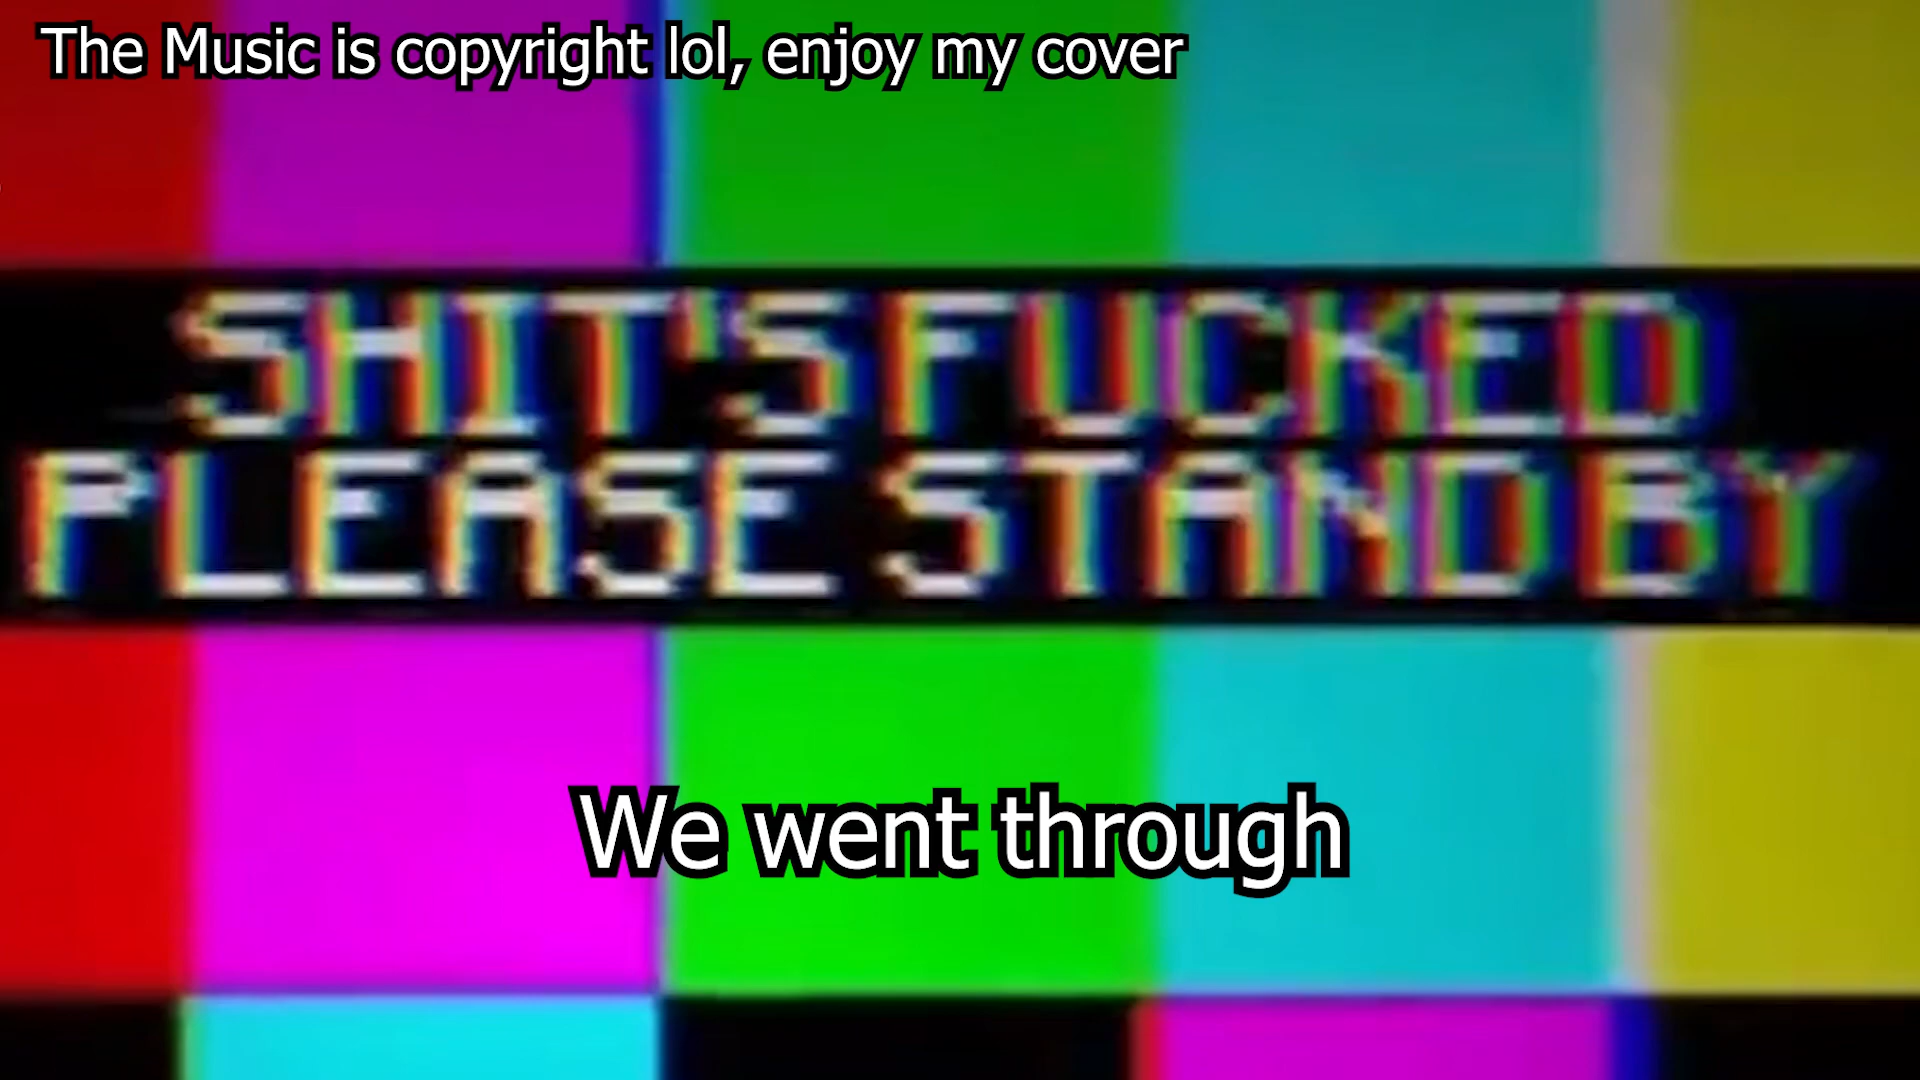 The Music is copyright lol, enjoy my cover
SHIT'S FUCKED
PLEASE STAND BY
We went through